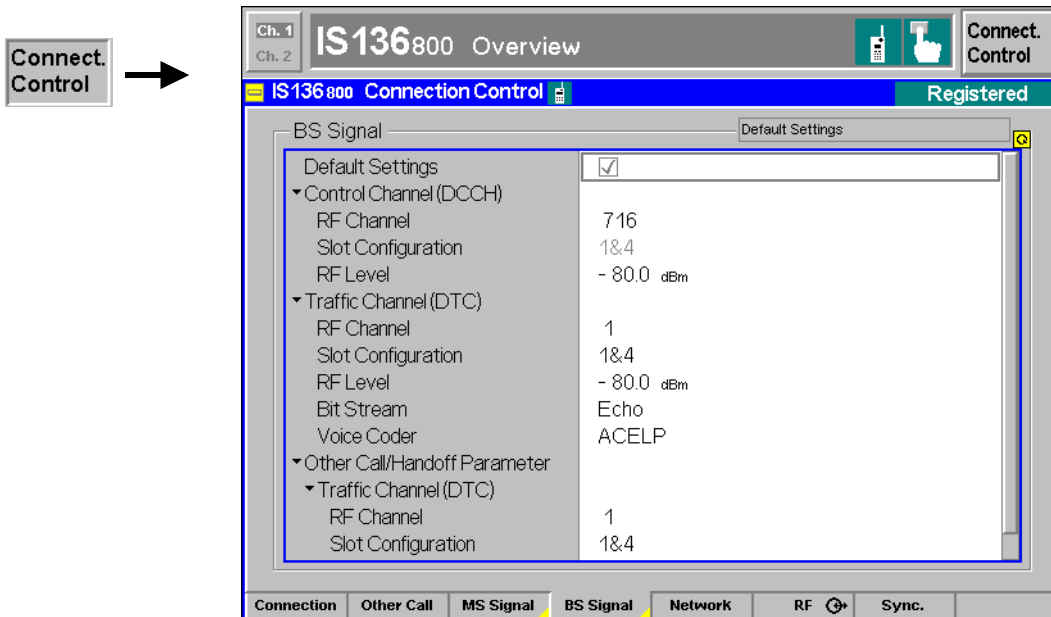 Connect.
Control
Ch. 1
Ch. 2
IS136 800 Overview
Connect.
Control
IS136 800 Connection Control
Registered
BS Signal
Default Settings
Default Settings
Control Channel (DCCH)
RF Channel 716
Slot Configuration 1&4
RF Level - 80.0 dBm
Traffic Channel (DTC)
RF Channel 1
Slot Configuration 1&4
RF Level - 80.0 dBm
Bit Stream Echo
Voice Coder ACELP
Other Call/Handoff Parameter
Traffic Channel (DTC)
RF Channel 1
Slot Configuration 1&4
Connection Other Call MS Signal BS Signal Network RF Sync.